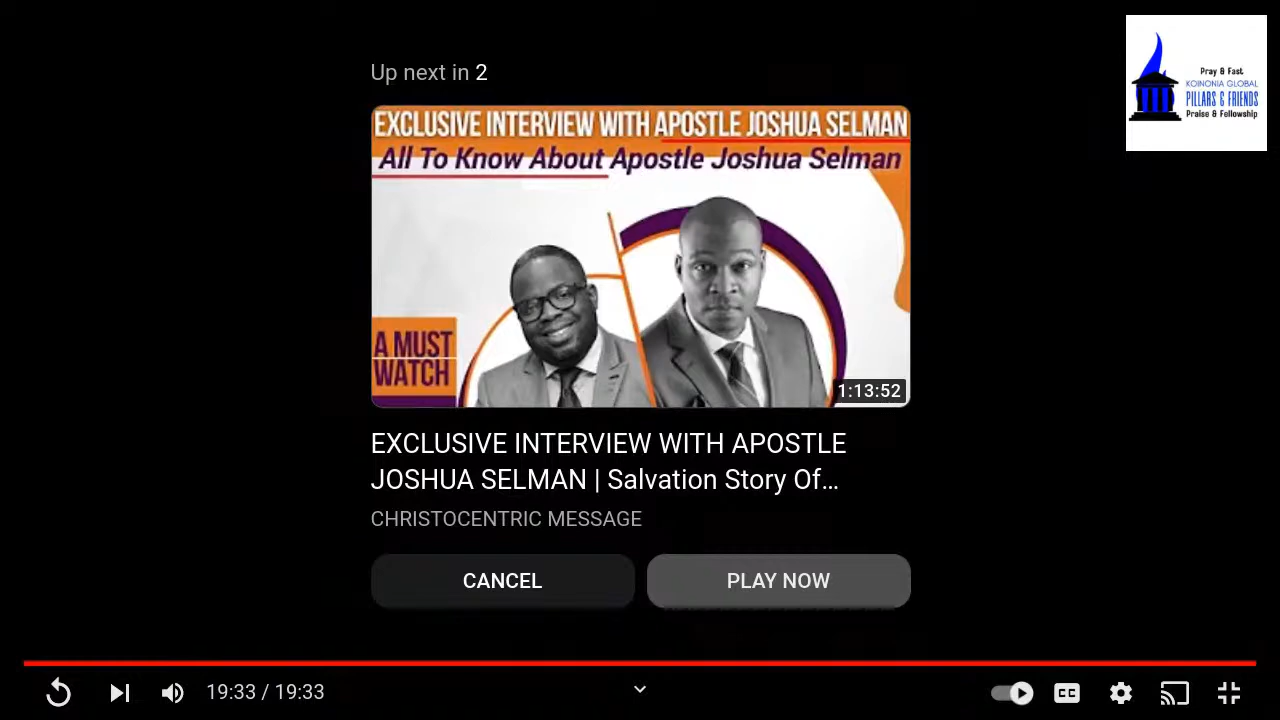 Up next in 2
Pray & Fast
KOINONIA GLOBAL
PILLARS & FRIENDS
Praise & Fellowship
EXCLUSIVE INTERVIEW WITH APOSTLE JOSHUA SELMAN
All To Know About Apostle Joshua Selman
A MUST
WATCH
1:13:52
EXCLUSIVE INTERVIEW WITH APOSTLE
JOSHUA SELMAN | Salvation Story Of...
CHRISTOCENTRIC MESSAGE
CANCEL
PLAY NOW
19:33 / 19:33
CC